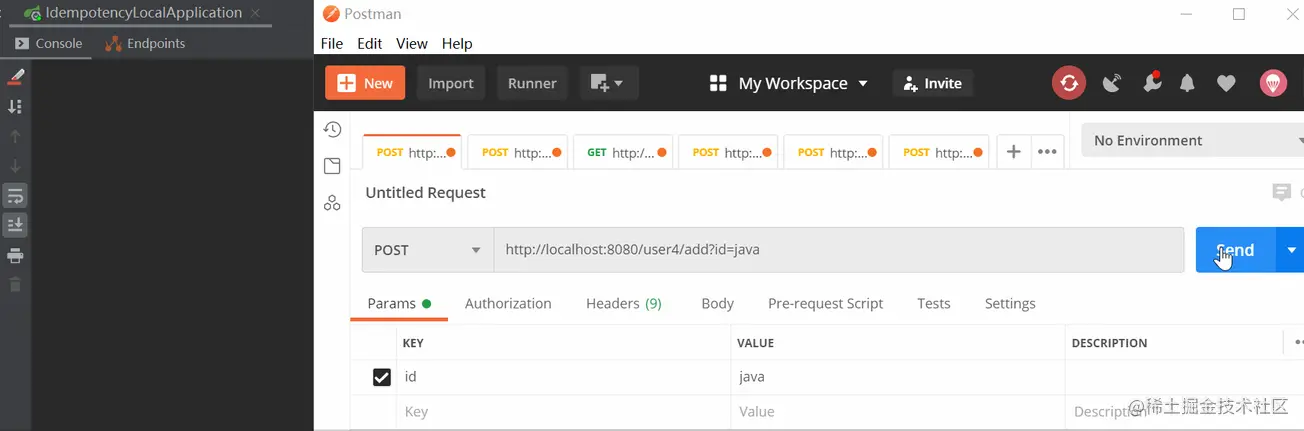 IdempotencyLocalApplication
Console Endpoints
Postman
File Edit View Help
New Import Runner My Workspace Invite
POST http:... POST http:... GET http:/... POST http:... POST http:... POST http:... No Environment
Untitled Request
POST http://localhost:8080/user4/add?id=java Send
Params Authorization Headers (9) Body Pre-request Script Tests Settings
KEY VALUE DESCRIPTION
id java
Key Value Description
@稀土掘金技术社区